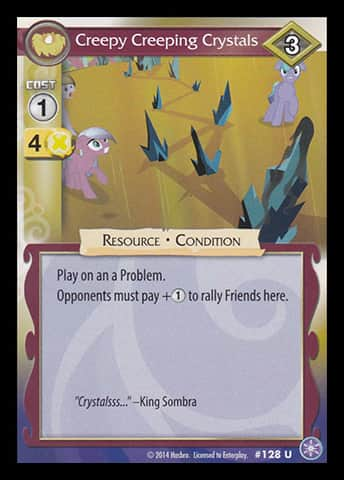 Creepy Creeping Crystals
3
COST
1
4
RESOURCE • CONDITION
Play on an a Problem.
Opponents must pay +1 to rally Friends here.
"Crystalsss..." –King Sombra
© 2014 Hasbro. Licensed to Enterplay. #128 U